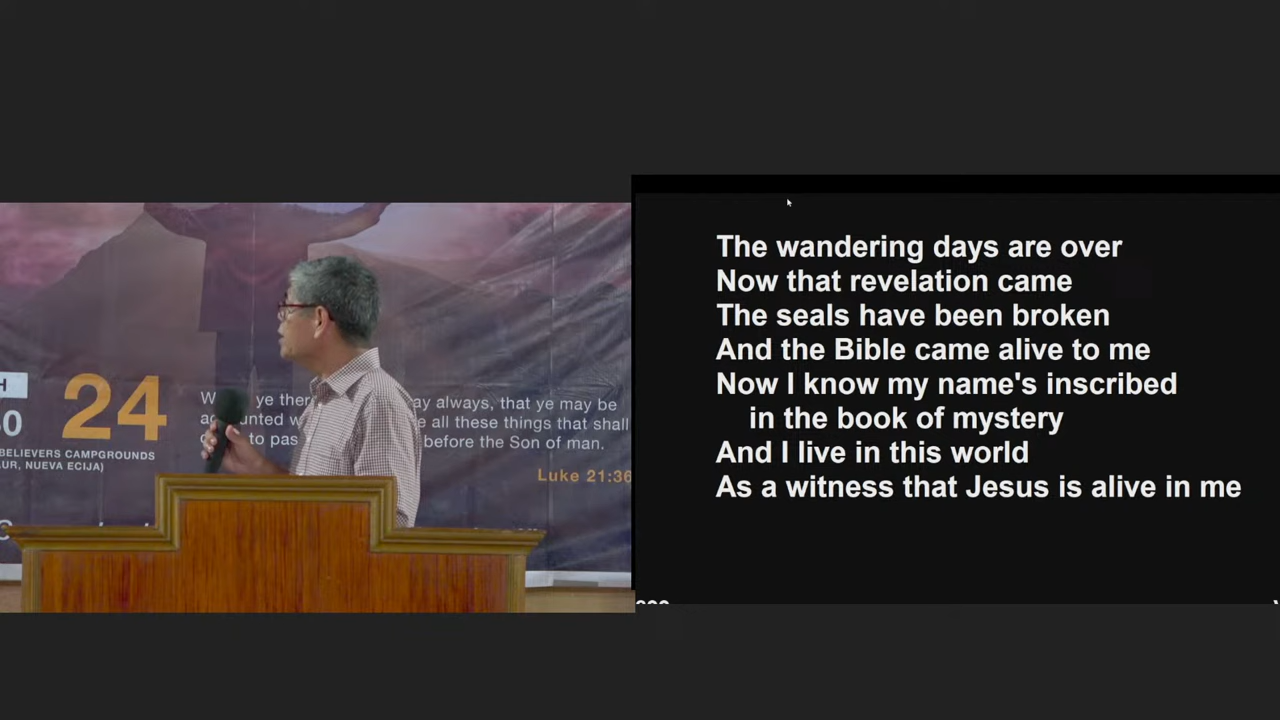 H
24
0
BELIEVERS CAMPGROUNDS
AUR, NUEVA ECIJA)
ye ay always, that ye may be
all these things that shall
to pas before the Son of man.
Luke 21:36
The wandering days are over
Now that revelation came
The seals have been broken
And the Bible came alive to me
Now I know my name's inscribed
in the book of mystery
And I live in this world
As a witness that Jesus is alive in me